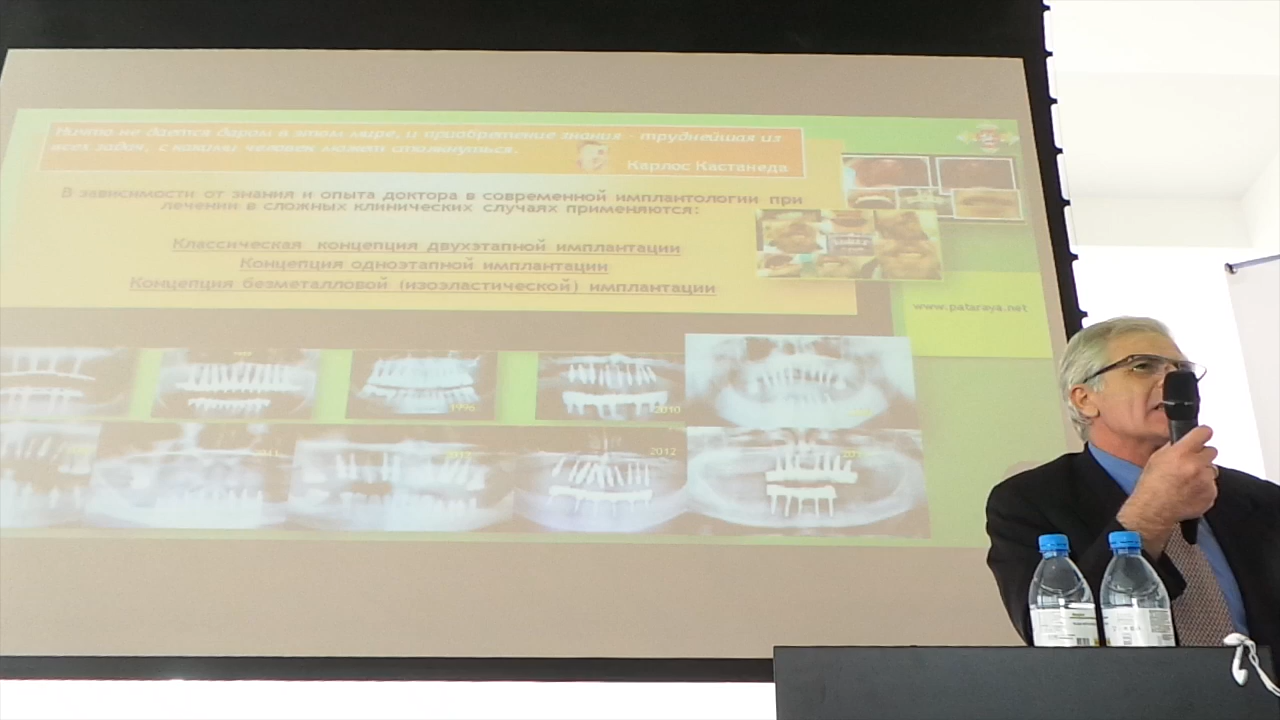 Ничто не дается даром в этом мире, и приобретение знания - труднейшая из
всех задач, с какими человек может столкнуться.
Карлос Кастанеда
В зависимости от знания и опыта доктора в современной имплантологии при
лечении в сложных клинических случаях применяются:
Классическая концепция двухэтапной имплантации
Концепция одноэтапной имплантации
Концепция безметалловой (изоэластической) имплантации
www.pataraya.net
1996
2010
2012